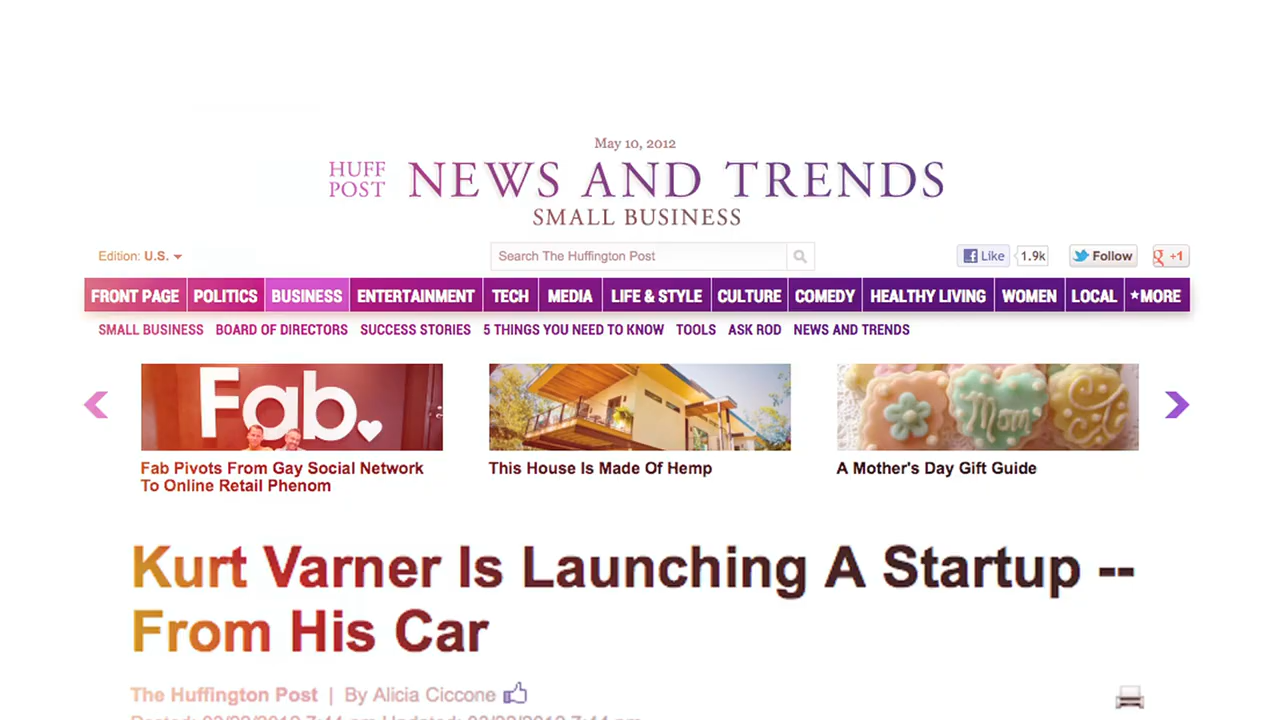 May 10, 2012
HUFF POST NEWS AND TRENDS
SMALL BUSINESS
Edition: U.S. Search The Huffington Post Like 1.9k Follow +1
FRONT PAGE POLITICS BUSINESS ENTERTAINMENT TECH MEDIA LIFE & STYLE CULTURE COMEDY HEALTHY LIVING WOMEN LOCAL *MORE
SMALL BUSINESS BOARD OF DIRECTORS SUCCESS STORIES 5 THINGS YOU NEED TO KNOW TOOLS ASK ROD NEWS AND TRENDS
Fab.
Mom
Fab Pivots From Gay Social Network
To Online Retail Phenom
This House Is Made Of Hemp
A Mother's Day Gift Guide
Kurt Varner Is Launching A Startup --
From His Car
The Huffington Post | By Alicia Ciccone